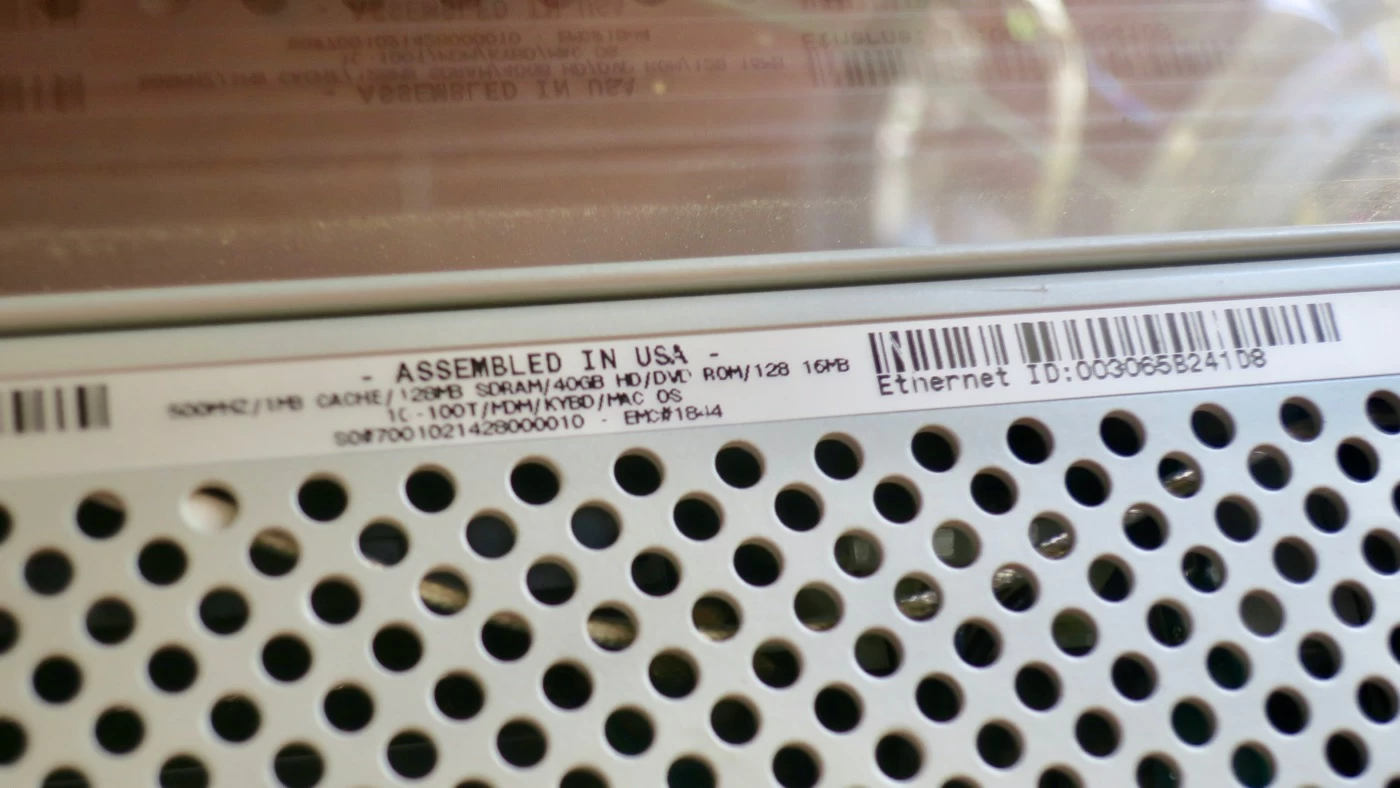 - ASSEMBLED IN USA -
500MHZ/1MB CACHE/128MB SDRAM/40GB HD/DVD ROM/128 16MB
-100T/MDM/KYBD/MAC OS
SO#7001021428000010 - EMC#1844
Ethernet ID:003065B241D8